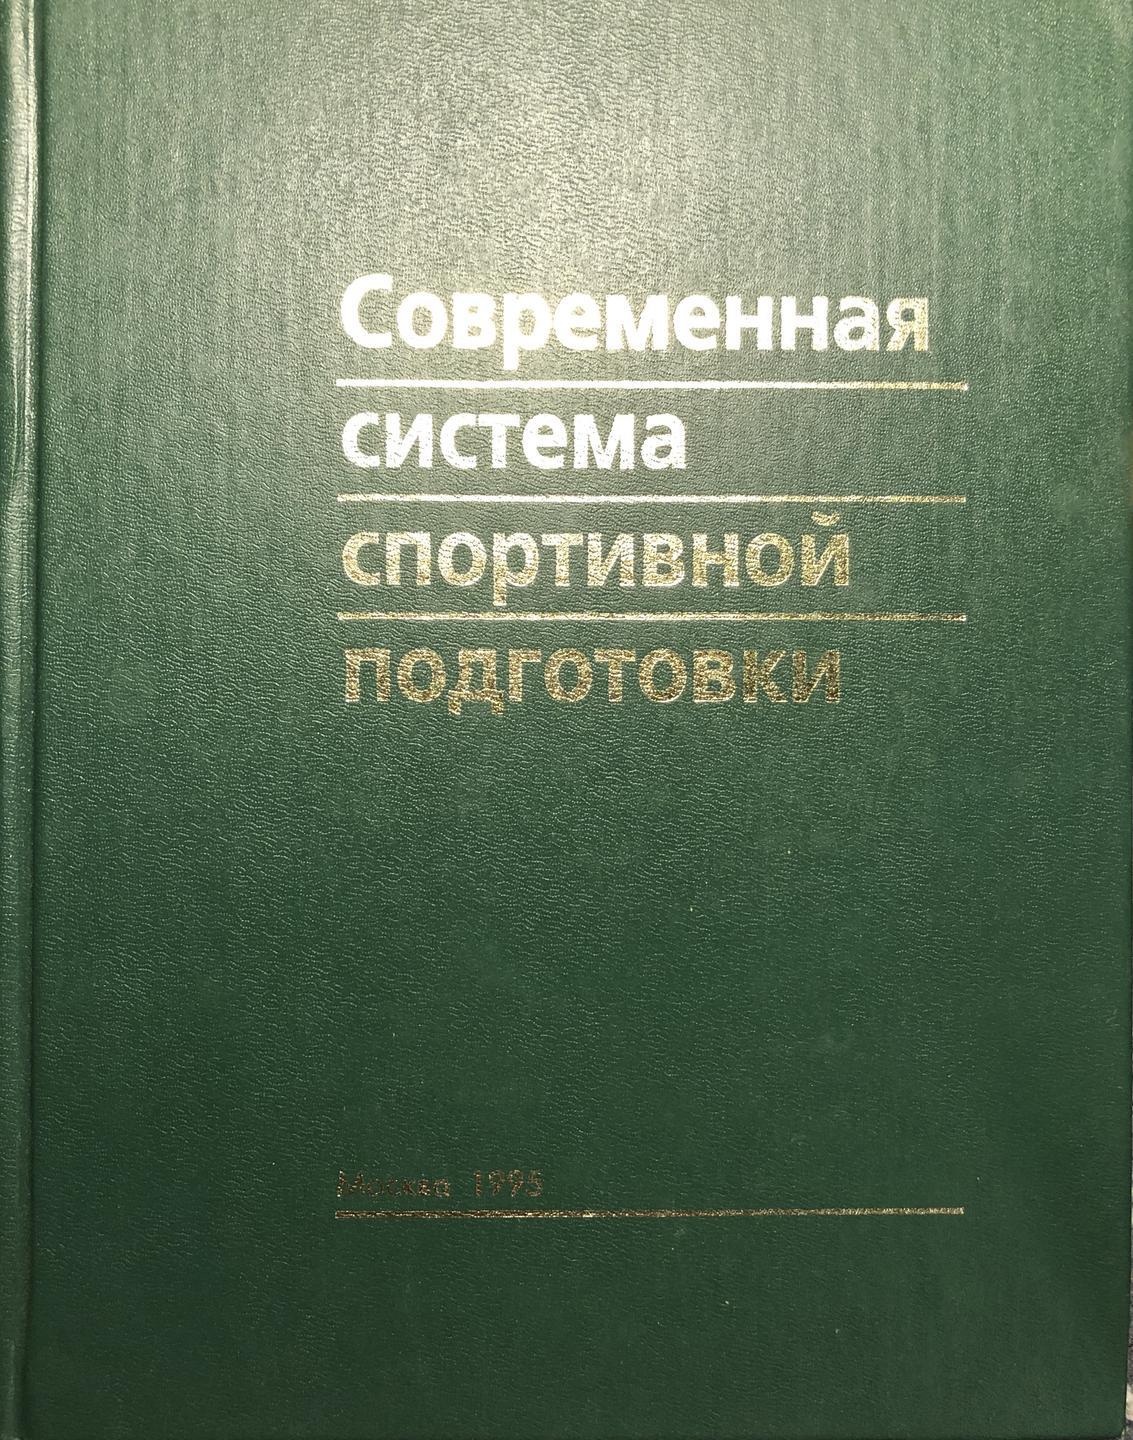 Современная
система
спортивной
подготовки
Москва 1995